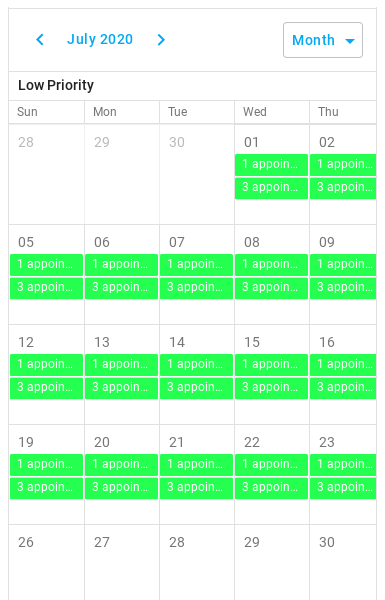 July 2020 Month
Low Priority
Sun Mon Tue Wed Thu
28 29 30 01 02
1 appoin... 1 appoin...
3 appoin... 3 appoin...
05 06 07 08 09
1 appoin... 1 appoin... 1 appoin... 1 appoin... 1 appoin...
3 appoin... 3 appoin... 3 appoin... 3 appoin... 3 appoin...
12 13 14 15 16
1 appoin... 1 appoin... 1 appoin... 1 appoin... 1 appoin...
3 appoin... 3 appoin... 3 appoin... 3 appoin... 3 appoin...
19 20 21 22 23
1 appoin... 1 appoin... 1 appoin... 1 appoin... 1 appoin...
3 appoin... 3 appoin... 3 appoin... 3 appoin... 3 appoin...
26 27 28 29 30